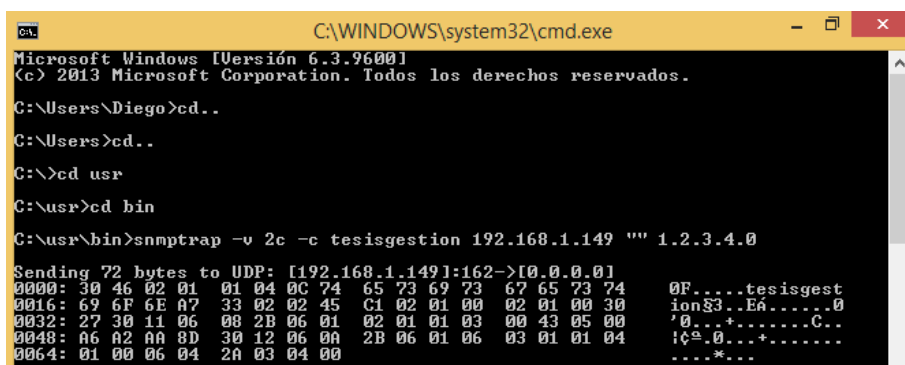 C:\WINDOWS\system32\cmd.exe
Microsoft Windows [Versión 6.3.9600]
(c) 2013 Microsoft Corporation. Todos los derechos reservados.
C:\Users\Diego>cd..
C:\Users>cd..
C:\>cd usr
C:\usr>cd bin
C:\usr\bin>snmptrap -v 2c -c tesisgestion 192.168.1.149 "" 1.2.3.4.0
Sending 72 bytes to UDP: [192.168.1.149]:162->[0.0.0.0]
0000: 30 46 02 01 01 04 0C 74 65 73 69 73 67 65 73 74 0F.....tesisgest
0016: 69 6F 6E A7 33 02 02 45 C1 02 01 00 02 01 00 30 ion§3..EÁ......0
0032: 27 30 11 06 08 2B 06 01 02 01 01 03 00 43 05 00 '0...+.......C..
0048: A6 A2 AA 8D 30 12 06 0A 2B 06 01 06 03 01 01 04 ¦¢ª.0...+.......
0064: 01 00 06 04 2A 03 04 00 ....*...